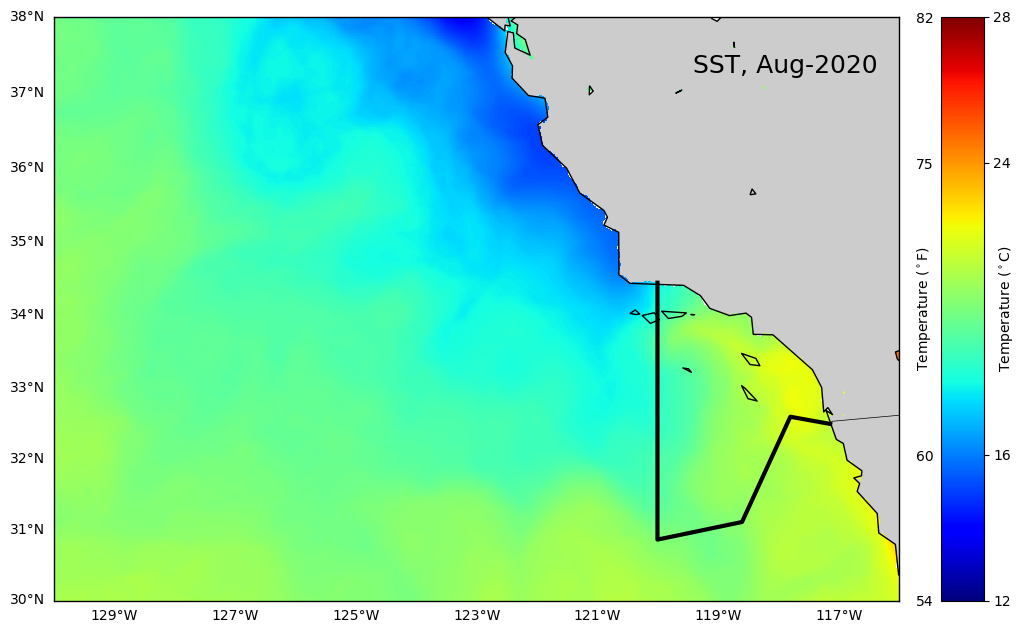 SST, Aug-2020
38°N
37°N
36°N
35°N
34°N
33°N
32°N
31°N
30°N
129°W 127°W 125°W 123°W 121°W 119°W 117°W
82
75
60
54
Temperature (°F)
28
24
16
12
Temperature (°C)